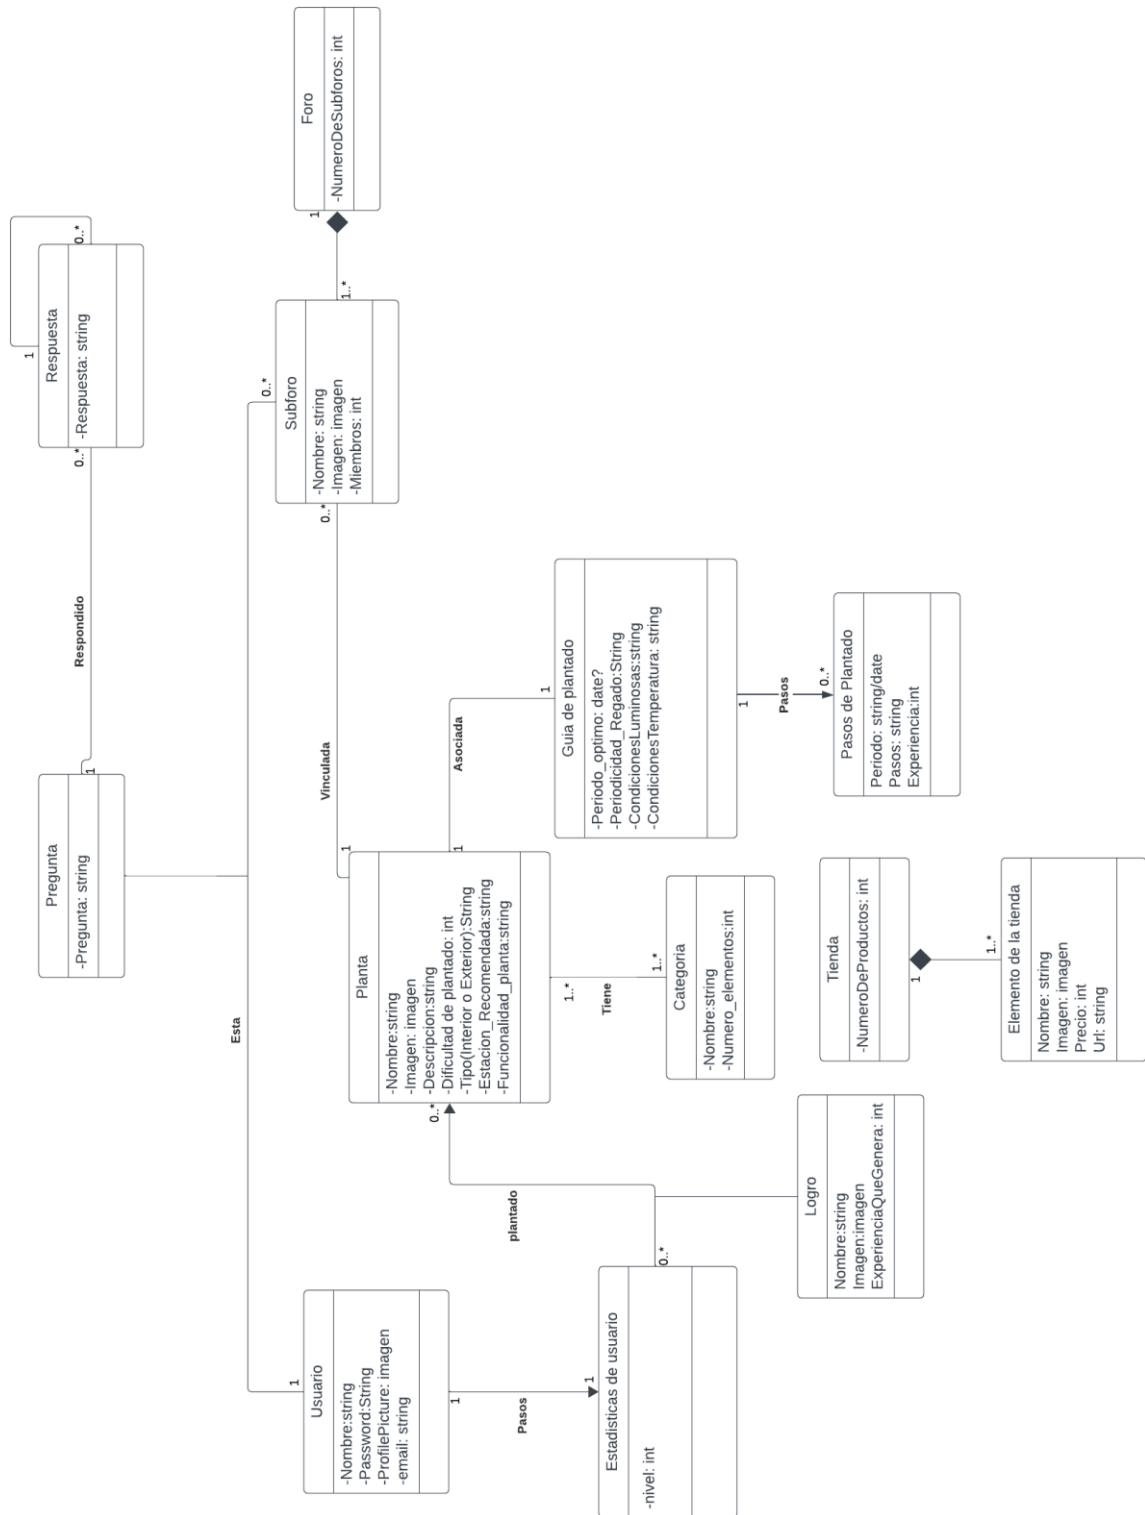 Usuario
-Nombre:string
-Password:String
-ProfilePicture: imagen
-email: string
1
1
Pasos
1
Estadisticas de usuario
-nivel: int
0..*
plantado
0..*
Logro
Nombre:string
Imagen:imagen
ExperienciaQueGenera: int
Esta
Pregunta
-Pregunta: string
1
Respondido
0..*
Respuesta
-Respuesta: string
1
0..*
Planta
-Nombre:string
-Imagen: imagen
-Descripcion:string
-Dificultad de plantado: int
-Tipo(Interior o Exterior):String
-Estacion_Recomendada:string
-Funcionalidad_planta:string
1
1
1..*
Tiene
1..*
Categoria
-Nombre:string
-Numero_elementos:int
Vinculada
0..*
0..*
Subforo
-Nombre: string
-Imagen: imagen
-Miembros: int
1..*
1
Foro
-NumeroDeSubforos: int
Asociada
1
Guia de plantado
-Periodo_optimo: date?
-Periodicidad_Regado:String
-CondicionesLuminosas:string
-CondicionesTemperatura: string
1
Pasos
0..*
Pasos de Plantado
Periodo: string/date
Pasos: string
Experiencia:int
Tienda
-NumeroDeProductos: int
1
1..*
Elemento de la tienda
Nombre: string
Imagen: imagen
Precio: int
Url: string